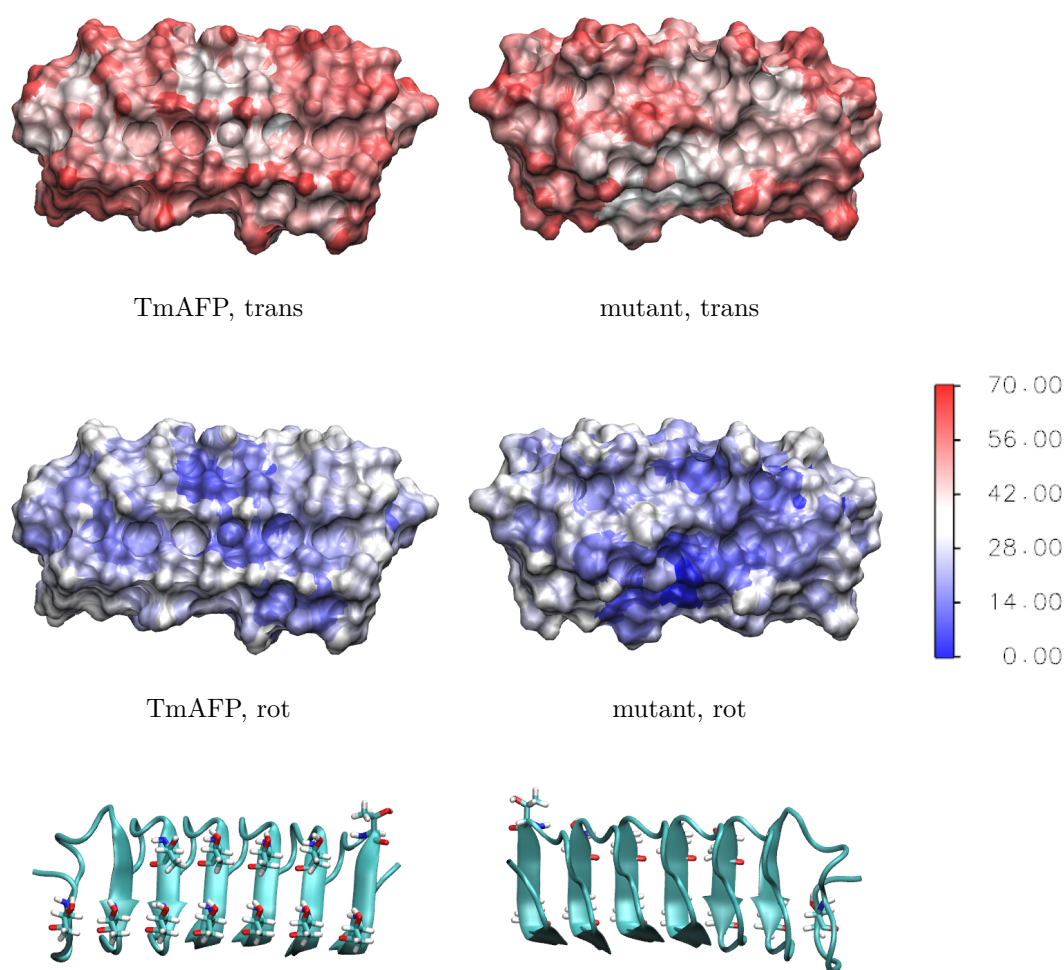 TmAFP, trans
mutant, trans
70.00
56.00
42.00
28.00
14.00
0.00
TmAFP, rot
mutant, rot